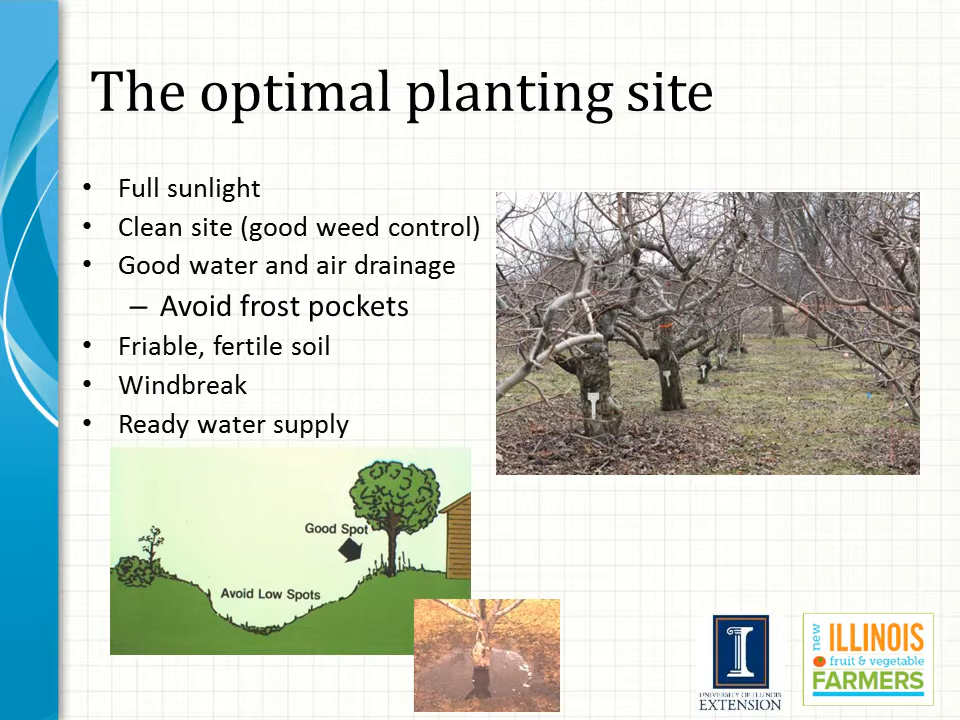 The optimal planting site
• Full sunlight
• Clean site (good weed control)
• Good water and air drainage
– Avoid frost pockets
• Friable, fertile soil
• Windbreak
• Ready water supply
Good Spot
Avoid Low Spots
I
UNIVERSITY OF ILLINOIS
EXTENSION
new
ILLINOIS
fruit & vegetable
FARMERS